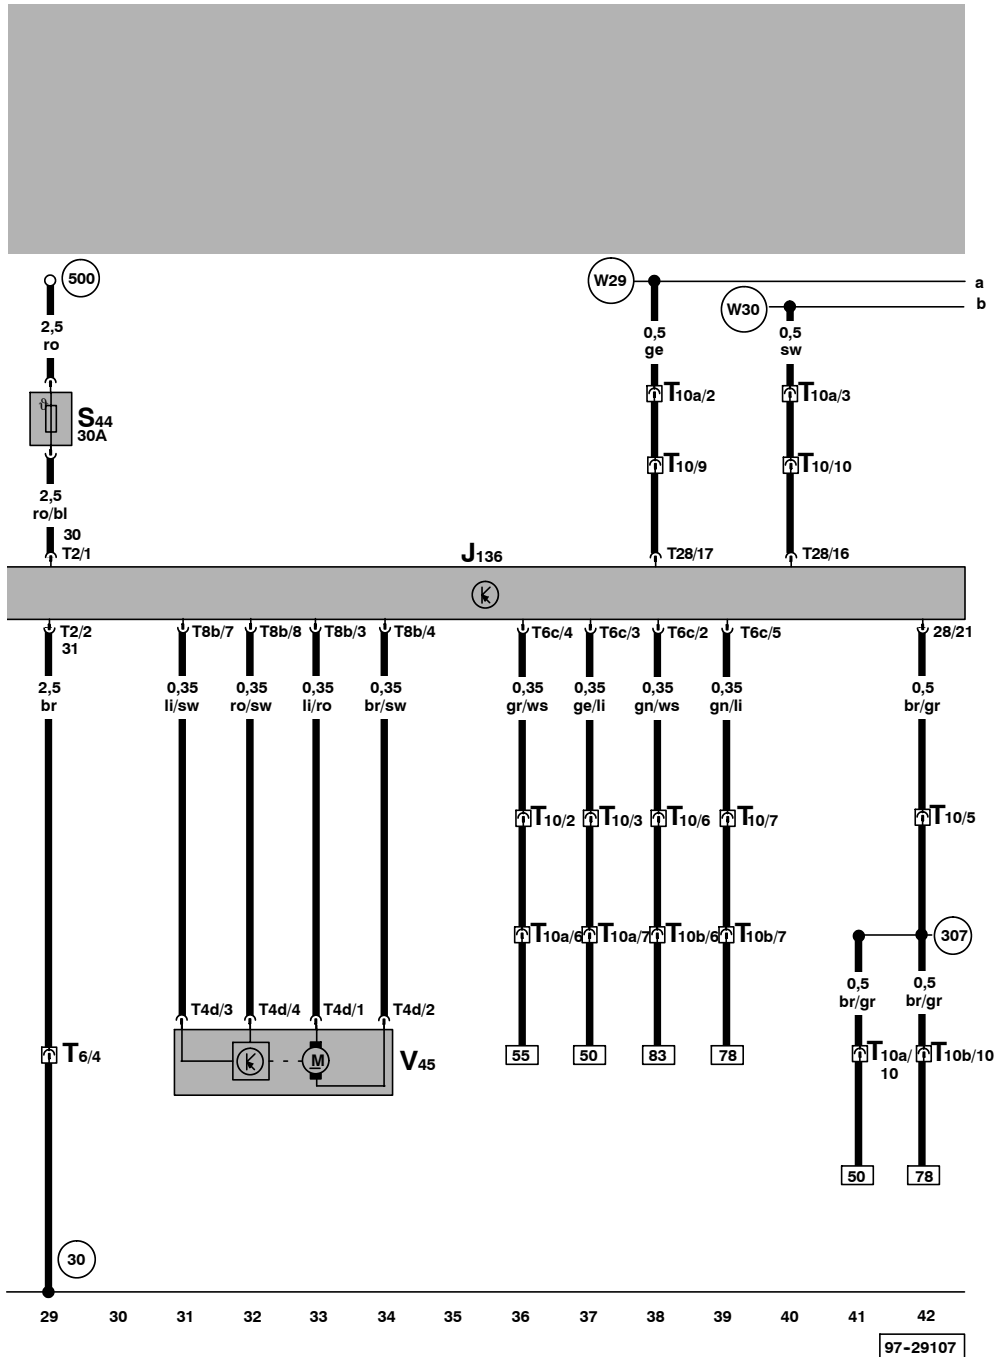 500
W29
a
W30
b
2,5
ro
0,5
ge
0,5
sw
T10a/2
T10a/3
S44
30A
T10/9
T10/10
2,5
ro/bl
30
T2/1
J136
T28/17
T28/16
T2/2
31
T8b/7
T8b/8
T8b/3
T8b/4
T6c/4
T6c/3
T6c/2
T6c/5
28/21
2,5
br
0,35
li/sw
0,35
ro/sw
0,35
li/ro
0,35
br/sw
0,35
gr/ws
0,35
ge/li
0,35
gn/ws
0,35
gn/li
0,5
br/gr
T10/2
T10/3
T10/6
T10/7
T10/5
T10a/6
T10a/7
T10b/6
T10b/7
307
0,5
br/gr
0,5
br/gr
T4d/3
T4d/4
T4d/1
T4d/2
T6/4
M
V45
55
50
83
78
T10a/
10
T10b/10
50
78
30
29 30 31 32 33 34 35 36 37 38 39 40 41 42
97-29107